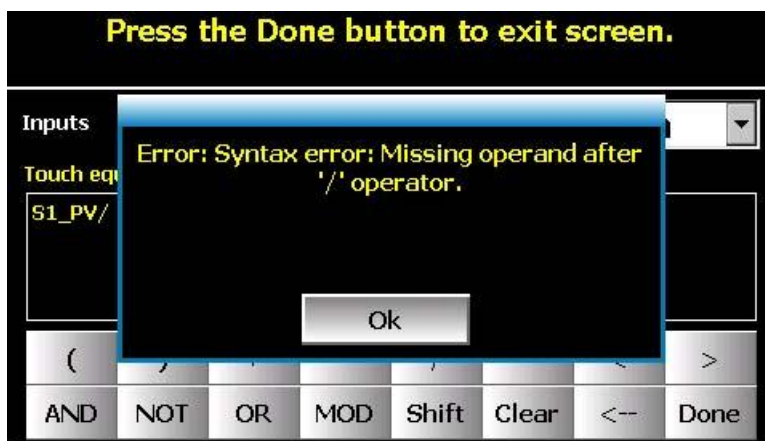 Press the Done button to exit screen.
Inputs
Error: Syntax error: Missing operand after
'/' operator.
Touch equ
S1_PV/
Ok
( >
AND NOT OR MOD Shift Clear <-- Done